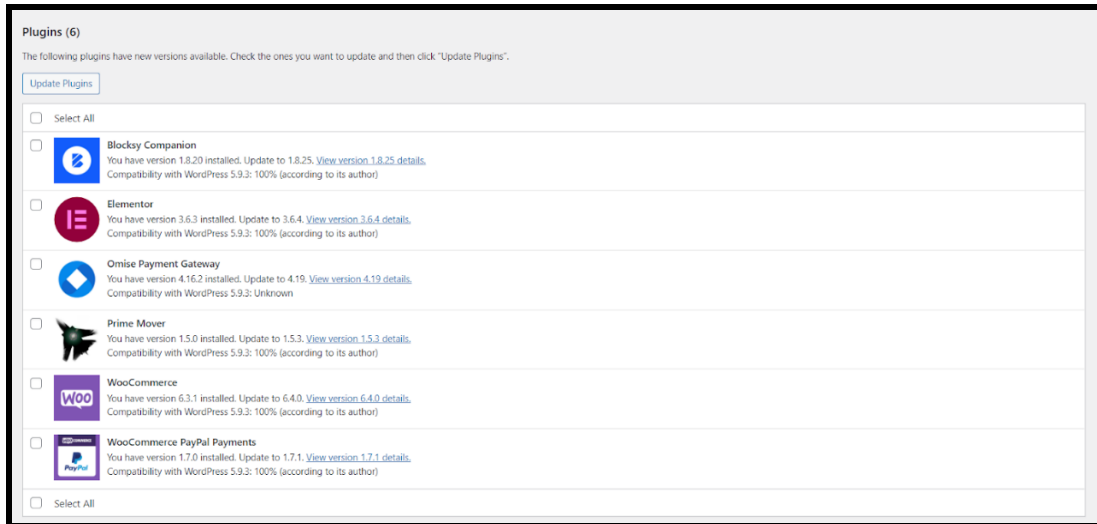 Plugins (6)
The following plugins have new versions available. Check the ones you want to update and then click "Update Plugins".
Update Plugins
Select All
Blocksy Companion
You have version 1.8.20 installed. Update to 1.8.25. View version 1.8.25 details.
Compatibility with WordPress 5.9.3: 100% (according to its author)
Elementor
You have version 3.6.3 installed. Update to 3.6.4. View version 3.6.4 details.
Compatibility with WordPress 5.9.3: 100% (according to its author)
Omise Payment Gateway
You have version 4.16.2 installed. Update to 4.19. View version 4.19 details.
Compatibility with WordPress 5.9.3: Unknown
Prime Mover
You have version 1.5.0 installed. Update to 1.5.3. View version 1.5.3 details.
Compatibility with WordPress 5.9.3: 100% (according to its author)
WOO
WooCommerce
You have version 6.3.1 installed. Update to 6.4.0. View version 6.4.0 details.
Compatibility with WordPress 5.9.3: 100% (according to its author)
PayPal
WooCommerce PayPal Payments
You have version 1.7.0 installed. Update to 1.7.1. View version 1.7.1 details.
Compatibility with WordPress 5.9.3: 100% (according to its author)
Select All